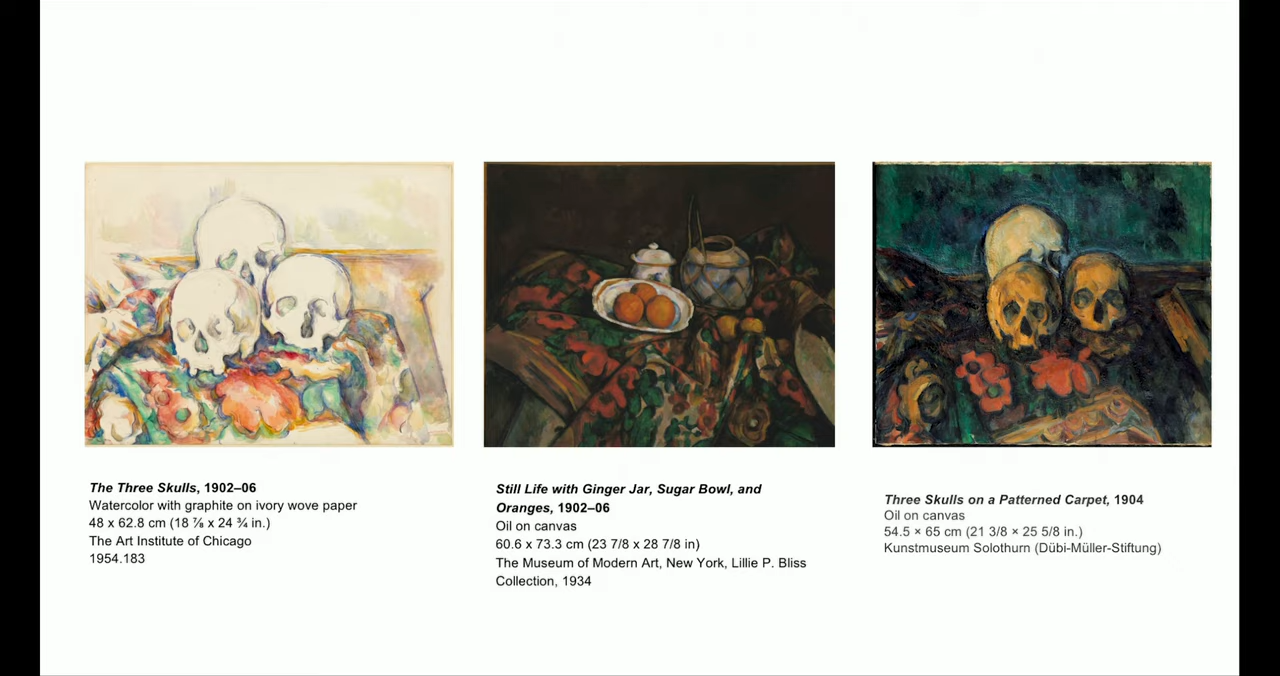 The Three Skulls, 1902–06
Watercolor with graphite on ivory wove paper
48 x 62.8 cm (18 ⅞ x 24 ¾ in.)
The Art Institute of Chicago
1954.183
Still Life with Ginger Jar, Sugar Bowl, and
Oranges, 1902–06
Oil on canvas
60.6 x 73.3 cm (23 7/8 x 28 7/8 in)
The Museum of Modern Art, New York, Lillie P. Bliss
Collection, 1934
Three Skulls on a Patterned Carpet, 1904
Oil on canvas
54.5 × 65 cm (21 3/8 × 25 5/8 in.)
Kunstmuseum Solothurn (Dübi-Müller-Stiftung)